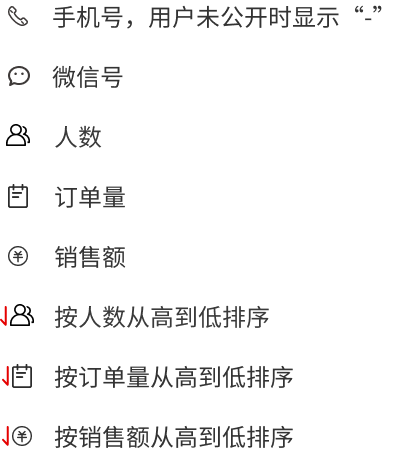 手机号，用户未公开时显示“-”
微信号
人数
订单量
销售额
按人数从高到低排序
按订单量从高到低排序
按销售额从高到低排序